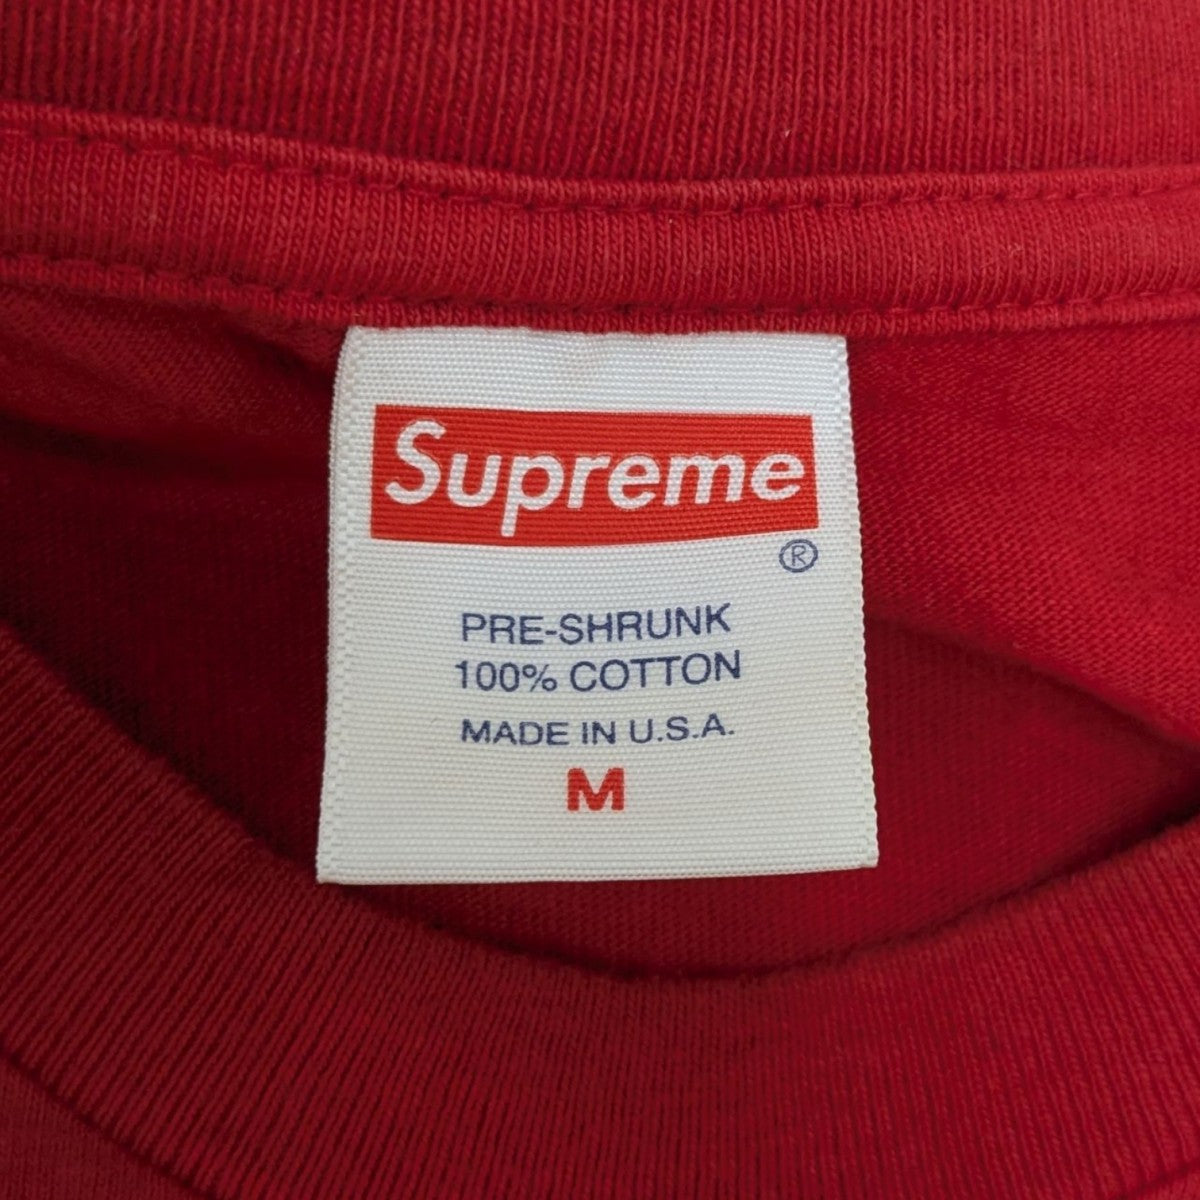 Supreme
®
PRE-SHRUNK
100% COTTON
MADE IN U.S.A.
M